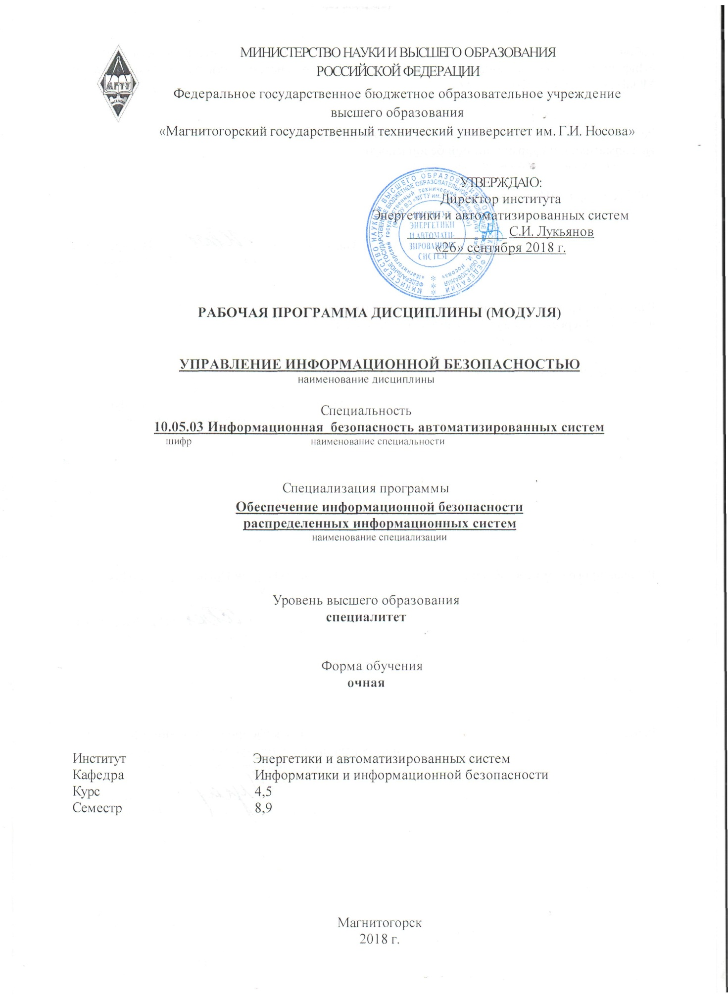 МИНИСТЕРСТВО НАУКИ И ВЫСШЕГО ОБРАЗОВАНИЯ
РОССИЙСКОЙ ФЕДЕРАЦИИ
Федеральное государственное бюджетное образовательное учреждение
высшего образования
«Магнитогорский государственный технический университет им. Г.И. Носова»
МГТУ
УТВЕРЖДАЮ:
Директор института
Энергетики и автоматизированных систем
С.И. Лукьянов
«26» сентября 2018 г.
ИНСТИТУТ
ЭНЕРГЕТИКИ
И АВТОМАТИ-
ЗИРОВАННЫХ
СИСТЕМ
РАБОЧАЯ ПРОГРАММА ДИСЦИПЛИНЫ (МОДУЛЯ)
УПРАВЛЕНИЕ ИНФОРМАЦИОННОЙ БЕЗОПАСНОСТЬЮ
наименование дисциплины
Специальность
10.05.03 Информационная безопасность автоматизированных систем
шифр наименование специальности
Специализация программы
Обеспечение информационной безопасности
распределенных информационных систем
наименование специализации
Уровень высшего образования
специалитет
Форма обучения
очная
Институт Энергетики и автоматизированных систем
Кафедра Информатики и информационной безопасности
Курс 4,5
Семестр 8,9
Магнитогорск
2018 г.